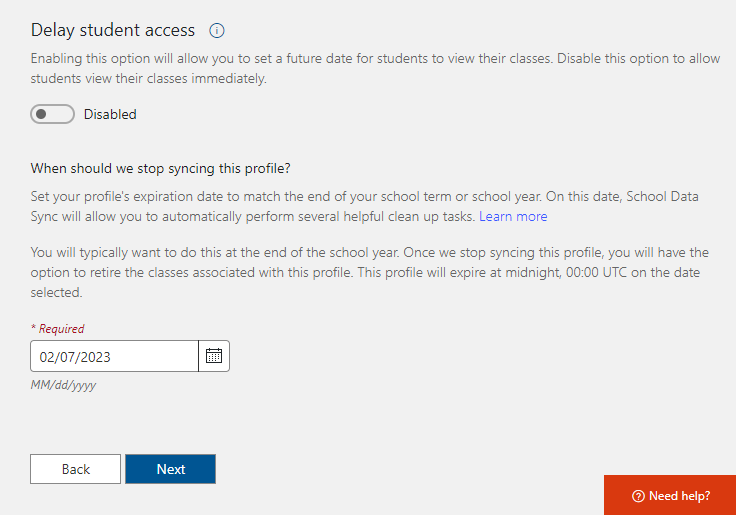 Delay student access
Enabling this option will allow you to set a future date for students to view their classes. Disable this option to allow
students view their classes immediately.
Disabled
When should we stop syncing this profile?
Set your profile's expiration date to match the end of your school term or school year. On this date, School Data
Sync will allow you to automatically perform several helpful clean up tasks. Learn more
You will typically want to do this at the end of the school year. Once we stop syncing this profile, you will have the
option to retire the classes associated with this profile. This profile will expire at midnight, 00:00 UTC on the date
selected.
* Required
02/07/2023
MM/dd/yyyy
Back Next
Need help?